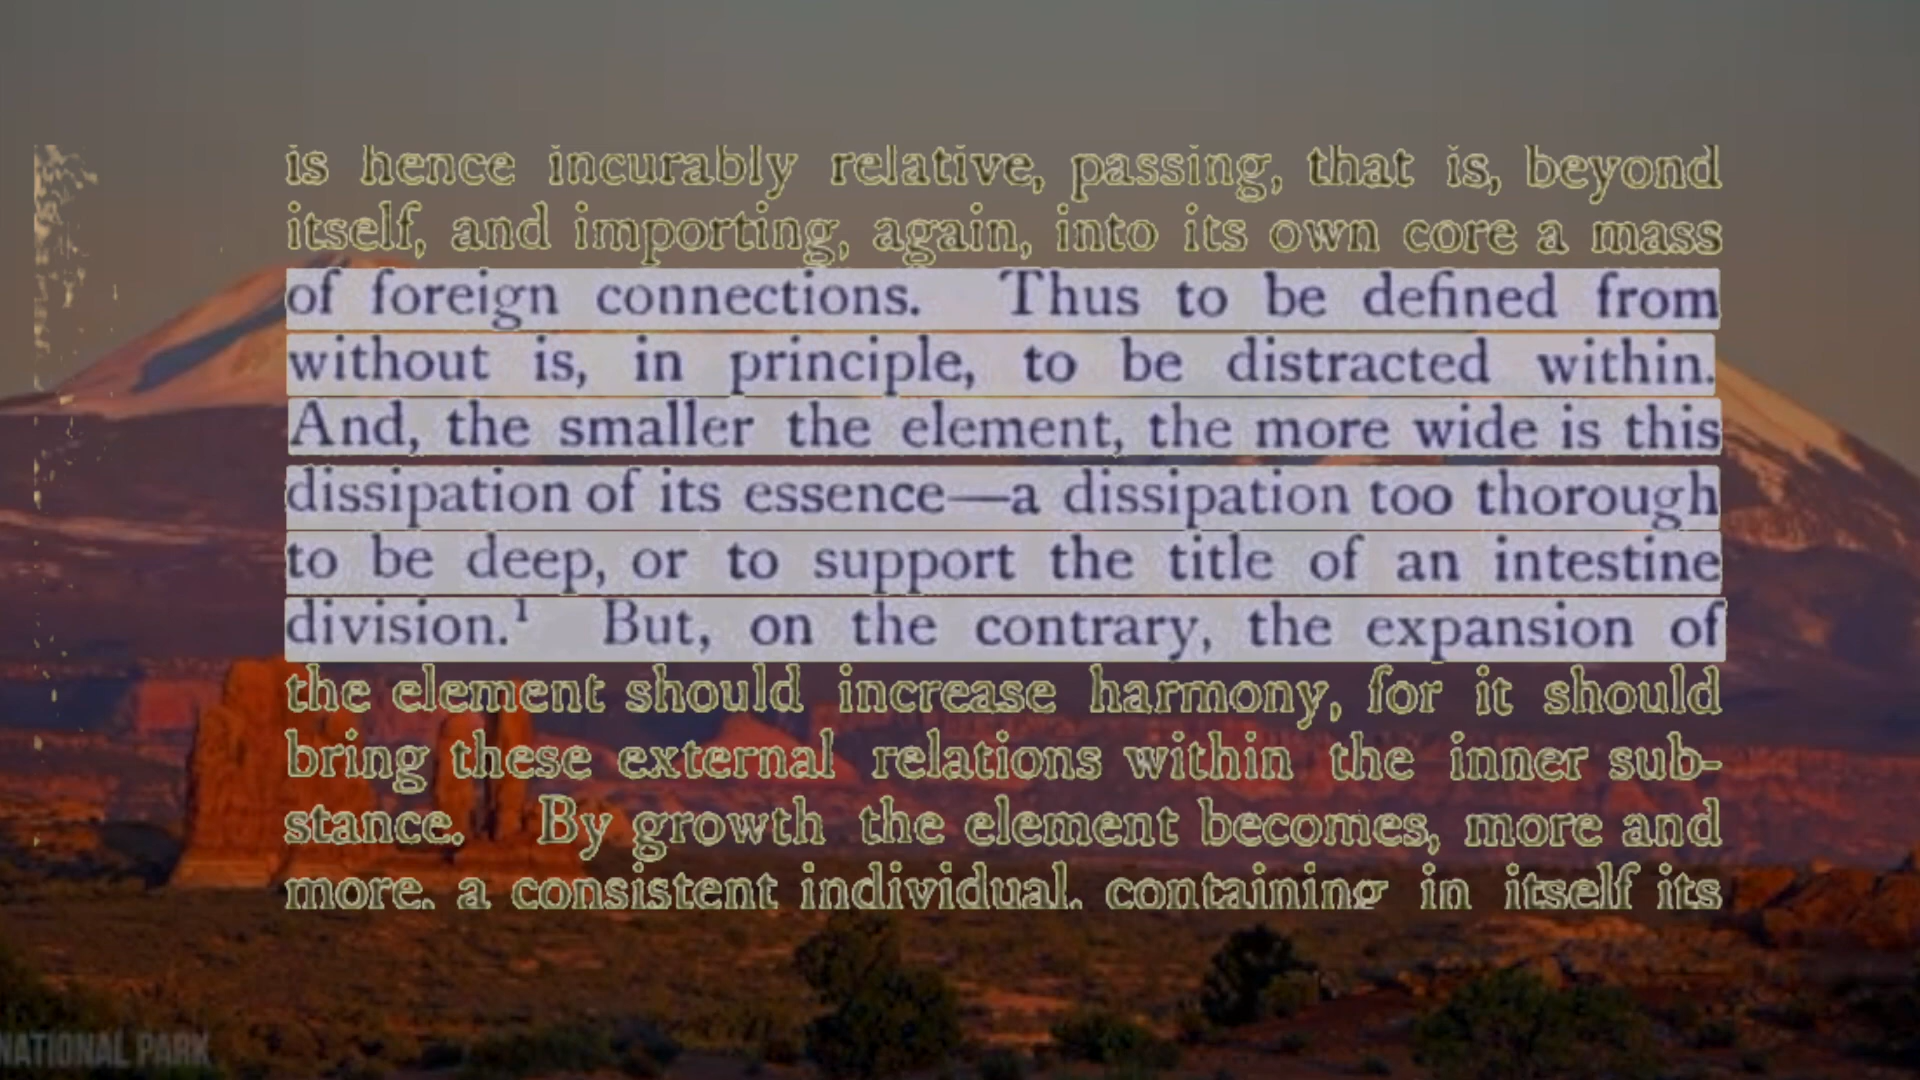 is hence incurably relative, passing, that is, beyond
itself, and importing, again, into its own core a mass
of foreign connections. Thus to be defined from
without is, in principle, to be distracted within.
And, the smaller the element, the more wide is this
dissipation of its essence—a dissipation too thorough
to be deep, or to support the title of an intestine
division.¹ But, on the contrary, the expansion of
the element should increase harmony, for it should
bring these external relations within the inner sub-
stance. By growth the element becomes, more and
more, a consistent individual, containing in itself its
NATIONAL PARK